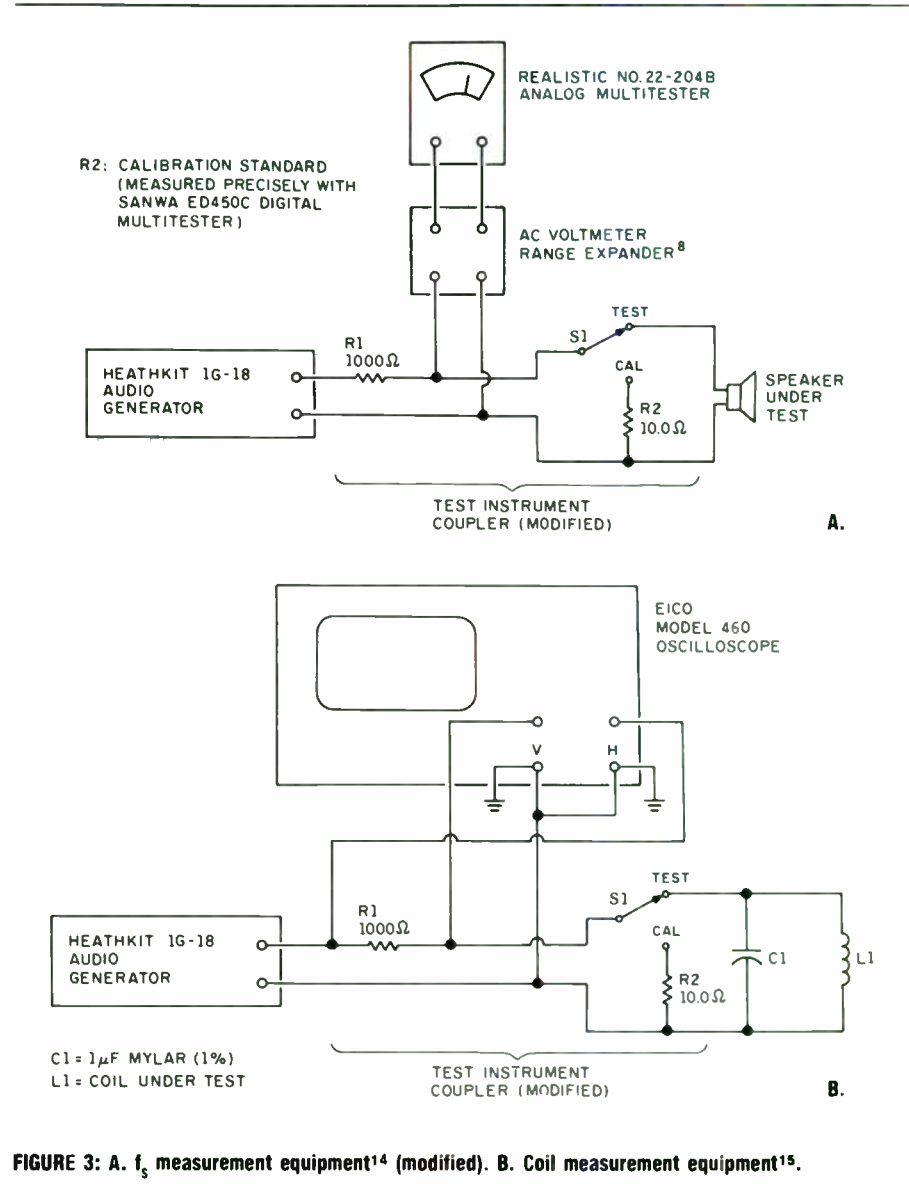 REALISTIC NO.22-204B
ANALOG MULTITESTER
R2: CALIBRATION STANDARD
(MEASURED PRECISELY WITH
SANWA ED450C DIGITAL
MULTITESTER)
AC VOLTMETER
RANGE EXPANDER⁸
TEST
S1
R1
1000Ω
CAL
HEATHKIT IG-18
AUDIO
GENERATOR
R2
10.0Ω
SPEAKER
UNDER
TEST
TEST INSTRUMENT
COUPLER (MODIFIED)
A.
EICO
MODEL 460
OSCILLOSCOPE
V
H
TEST
S1
R1
1000Ω
CAL
HEATHKIT IG-18
AUDIO
GENERATOR
R2
10.0Ω
C1
L1
C1 = 1μF MYLAR (1%)
L1 = COIL UNDER TEST
TEST INSTRUMENT
COUPLER (MODIFIED)
B.
FIGURE 3: A. fₛ measurement equipment¹⁴ (modified). B. Coil measurement equipment¹⁵.